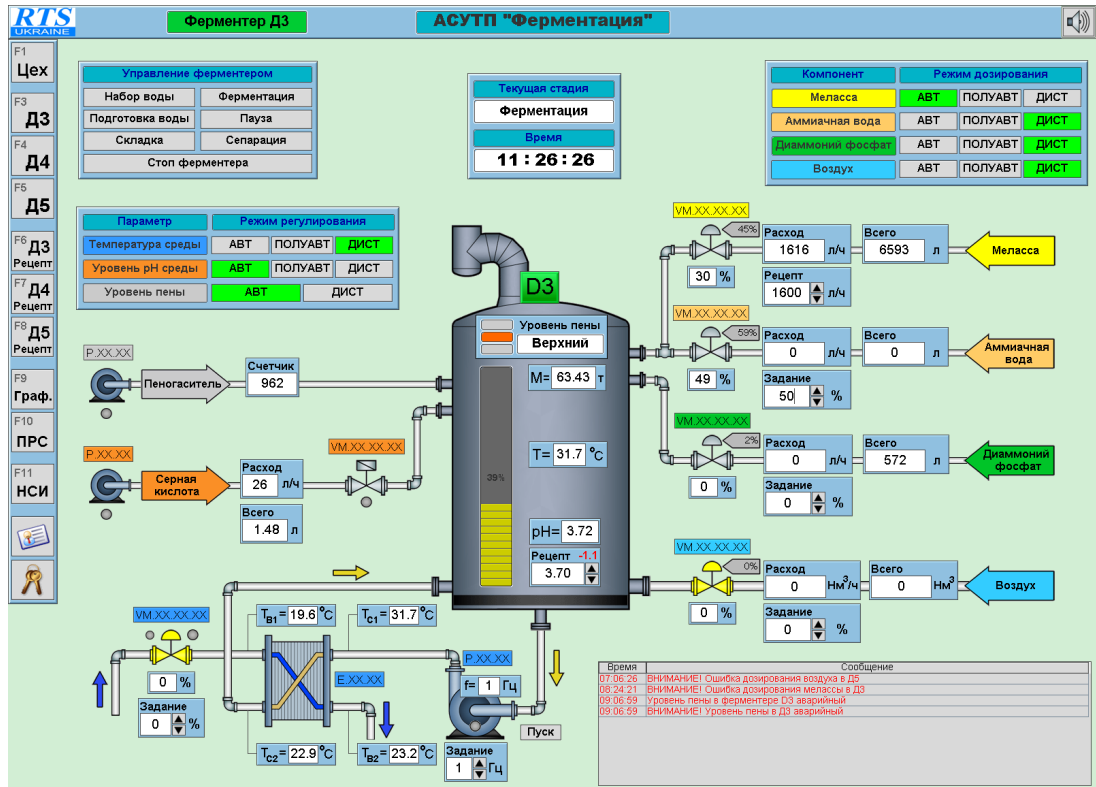 RTS
UKRAINE
Ферментер Д3
АСУТП "Ферментация"
F1
Цех
F3
Д3
F4
Д4
F5
Д5
F6
Д3
Рецепт
F7
Д4
Рецепт
F8
Д5
Рецепт
F9
Граф.
F10
ПРС
F11
НСИ
Управление ферментером
Набор воды Ферментация
Подготовка воды Пауза
Складка Сепарация
Стоп ферментера
Текущая стадия
Ферментация
Время
11:26:26
Компонент Режим дозирования
Меласса АВТ ПОЛУАВТ ДИСТ
Аммиачная вода АВТ ПОЛУАВТ ДИСТ
Диаммоний фосфат АВТ ПОЛУАВТ ДИСТ
Воздух АВТ ПОЛУАВТ ДИСТ
Параметр Режим регулирования
Температура среды АВТ ПОЛУАВТ ДИСТ
Уровень pH среды АВТ ПОЛУАВТ ДИСТ
Уровень пены АВТ ДИСТ
D3
Уровень пены
Верхний
M= 63.43 т
T= 31.7 °C
39%
pH= 3.72
Рецепт -1.1
3.70
VM.XX.XX.XX
45%
30 %
Расход
1616 л/ч
Всего
6593 л
Рецепт
1600 л/ч
Меласса
VM.XX.XX.XX
59%
49 %
Расход
0 л/ч
Всего
0 л
Задание
50 %
Аммиачная
вода
VM.XX.XX.XX
2%
0 %
Расход
0 л/ч
Всего
572 л
Задание
0 %
Диаммоний
фосфат
VM.XX.XX.XX
0%
0 %
Расход
0 Нм³/ч
Всего
0 Нм³
Задание
0 %
Воздух
P.XX.XX
Пеногаситель
Счетчик
962
P.XX.XX
Серная
кислота
Расход
26 л/ч
Всего
1.48 л
VM.XX.XX.XX
VM.XX.XX.XX
0 %
Задание
0 %
TВ1= 19.6 °C
TС1= 31.7 °C
E.XX.XX
TС2= 22.9 °C
TВ2= 23.2 °C
P.XX.XX
f= 1 Гц
Задание
1 Гц
Пуск
Время Сообщение
07:06:26 ВНИМАНИЕ! Ошибка дозирования воздуха в Д5
08:24:21 ВНИМАНИЕ! Ошибка дозирования мелассы в Д3
09:06:59 Уровень пены в ферментере D3 аварийный
09:06:59 ВНИМАНИЕ! Уровень пены в Д3 аварийный